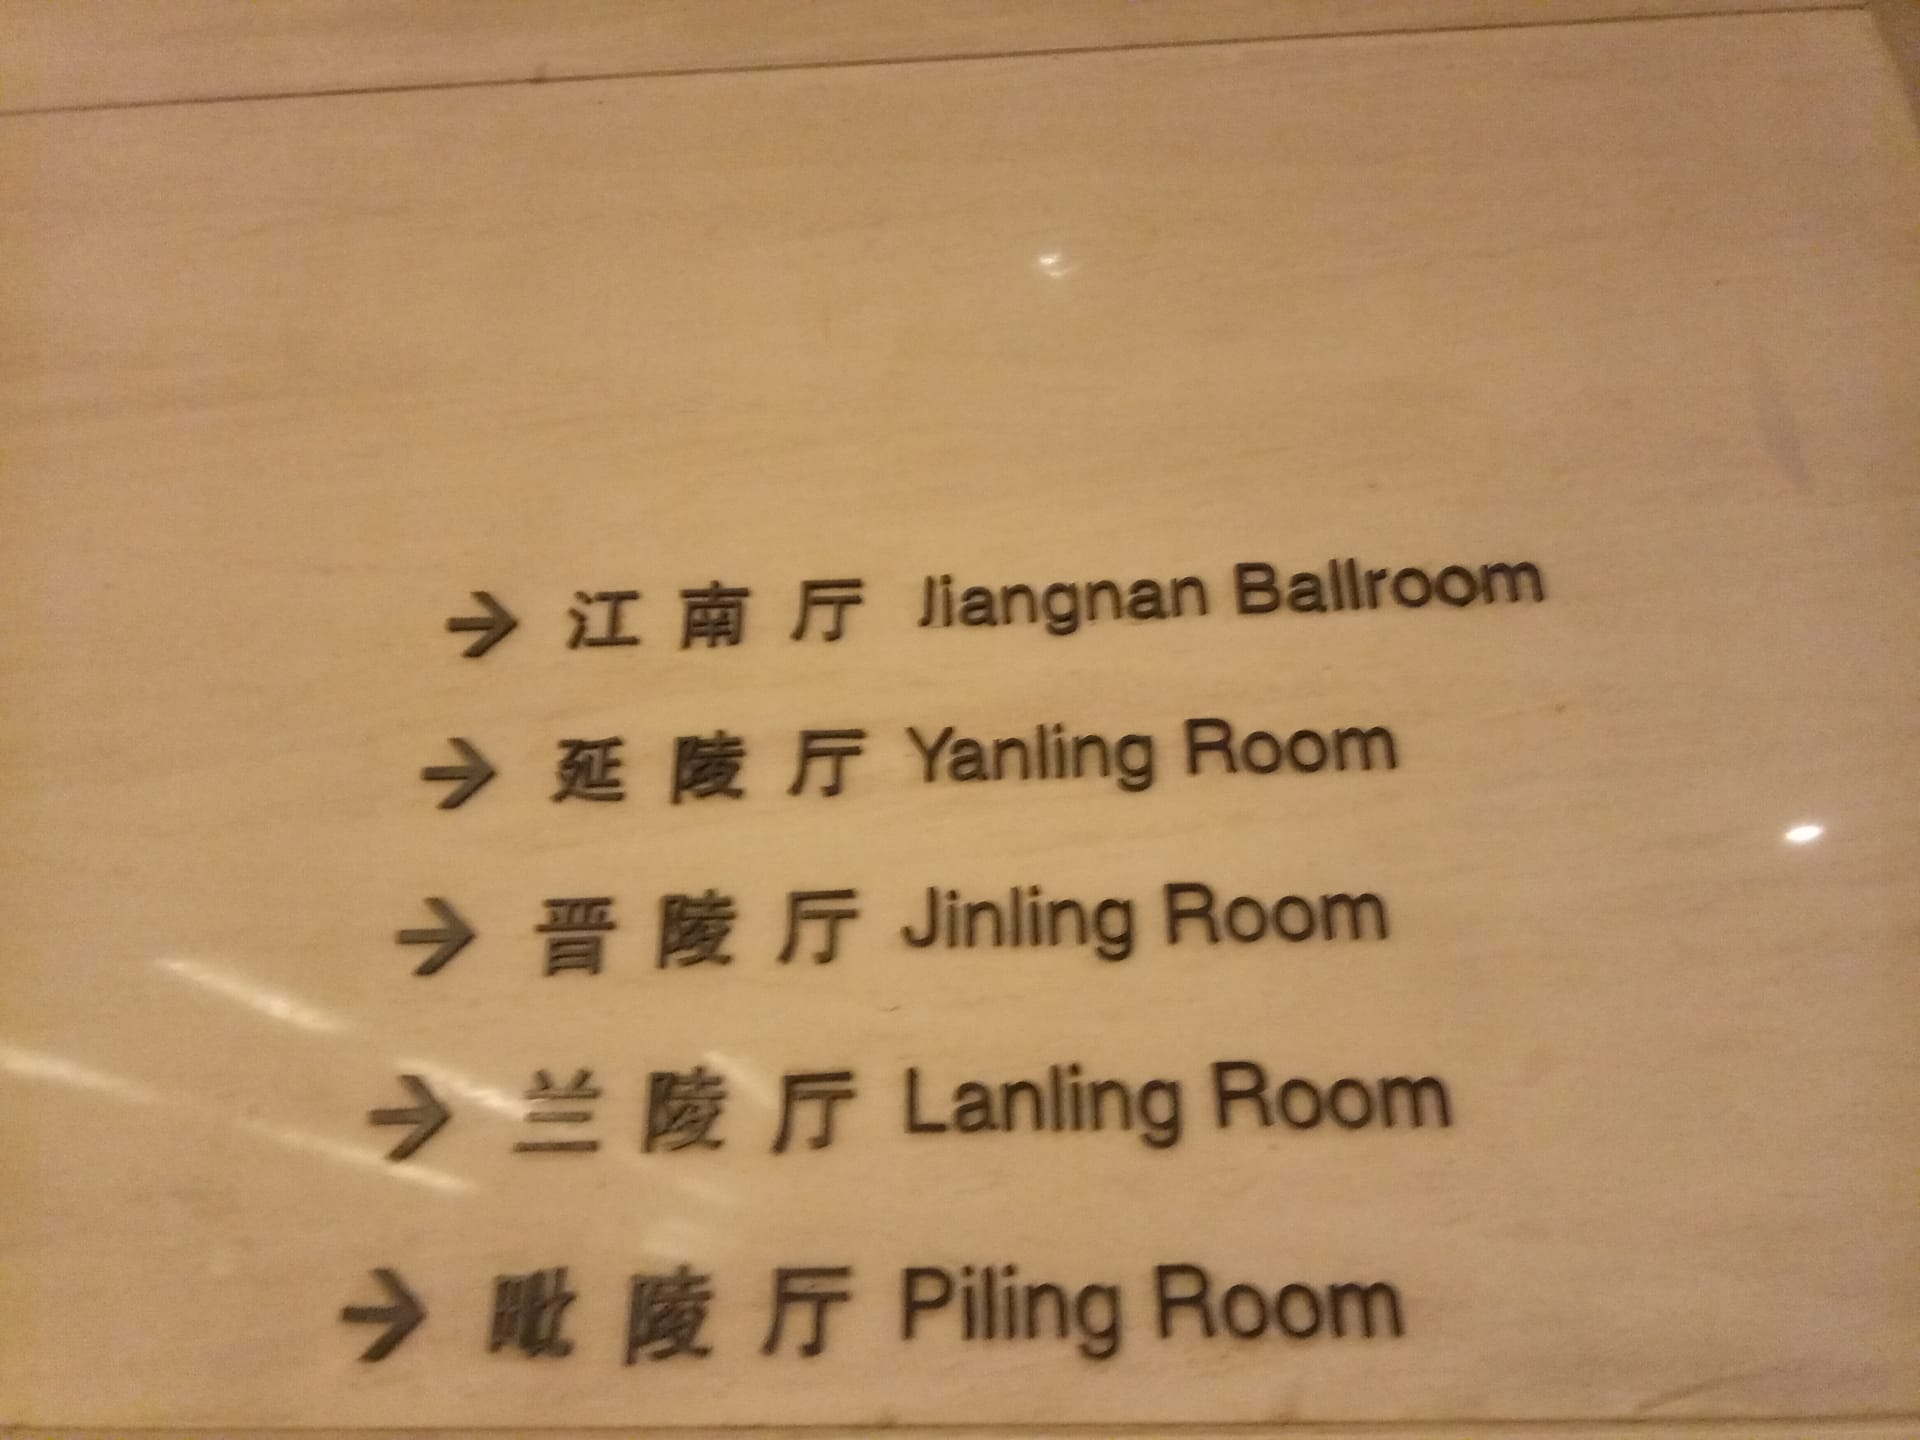 → 江南厅 Jiangnan Ballroom
→ 延陵厅 Yanling Room
→ 晋陵厅 Jinling Room
→ 兰陵厅 Lanling Room
→ 毗陵厅 Piling Room